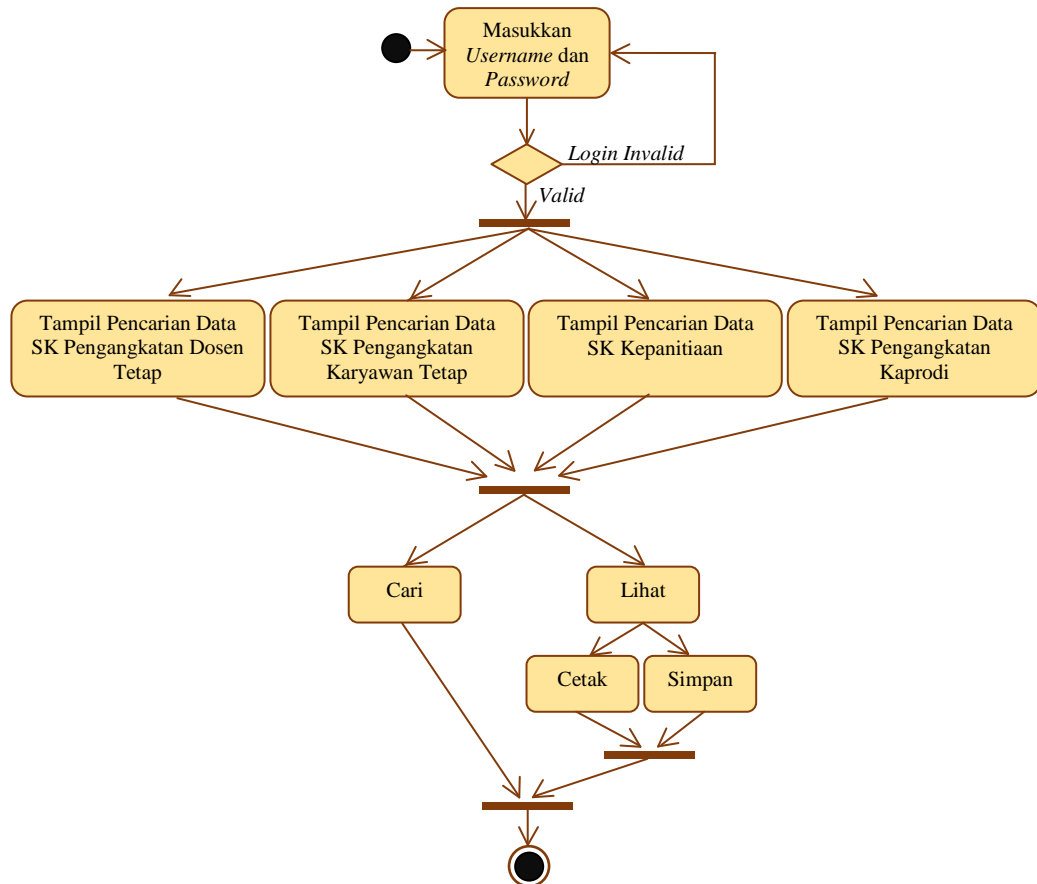 Masukkan
Username dan
Password
Login Invalid
Valid
Tampil Pencarian Data
SK Pengangkatan Dosen
Tetap
Tampil Pencarian Data
SK Pengangkatan
Karyawan Tetap
Tampil Pencarian Data
SK Kepanitiaan
Tampil Pencarian Data
SK Pengangkatan
Kaprodi
Cari
Lihat
Cetak
Simpan